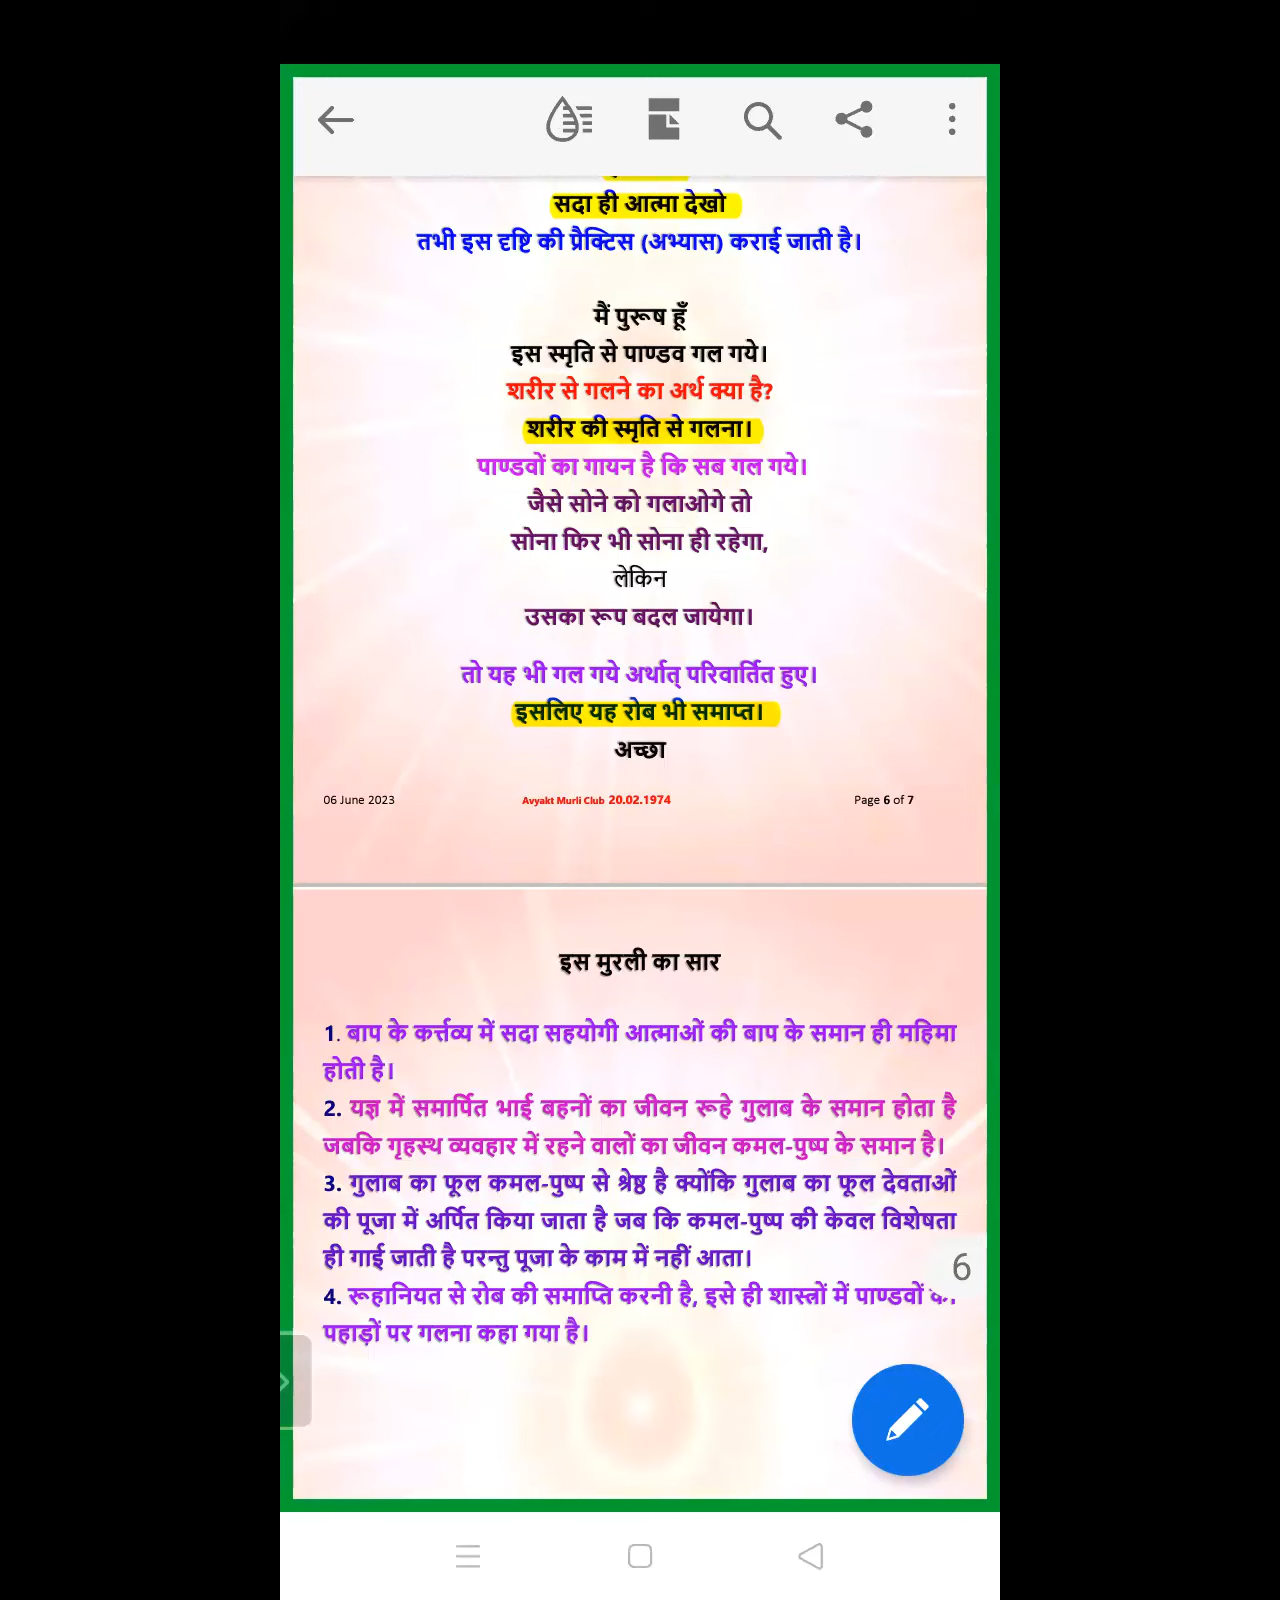 सदा ही आत्मा देखो
तभी इस दृष्टि की प्रैक्टिस (अभ्यास) कराई जाती है।
मैं पुरूष हूँ
इस स्मृति से पाण्डव गल गये।
शरीर से गलने का अर्थ क्या है?
शरीर की स्मृति से गलना।
पाण्डवों का गायन है कि सब गल गये।
जैसे सोने को गलाओगे तो
सोना फिर भी सोना ही रहेगा,
लेकिन
उसका रूप बदल जायेगा।
तो यह भी गल गये अर्थात् परिवार्तित हुए।
इसलिए यह रोब भी समाप्त।
अच्छा
06 June 2023 Avyakt Murli Club 20.02.1974 Page 6 of 7
इस मुरली का सार
1. बाप के कर्त्तव्य में सदा सहयोगी आत्माओं की बाप के समान ही महिमा
होती है।
2. यज्ञ में समार्पित भाई बहनों का जीवन रूहे गुलाब के समान होता है
जबकि गृहस्थ व्यवहार में रहने वालों का जीवन कमल-पुष्प के समान है।
3. गुलाब का फूल कमल-पुष्प से श्रेष्ठ है क्योंकि गुलाब का फूल देवताओं
की पूजा में अर्पित किया जाता है जब कि कमल-पुष्प की केवल विशेषता
ही गाई जाती है परन्तु पूजा के काम में नहीं आता।
6
4. रूहानियत से रोब की समाप्ति करनी है, इसे ही शास्त्रों में पाण्डवों
पहाड़ों पर गलना कहा गया है।